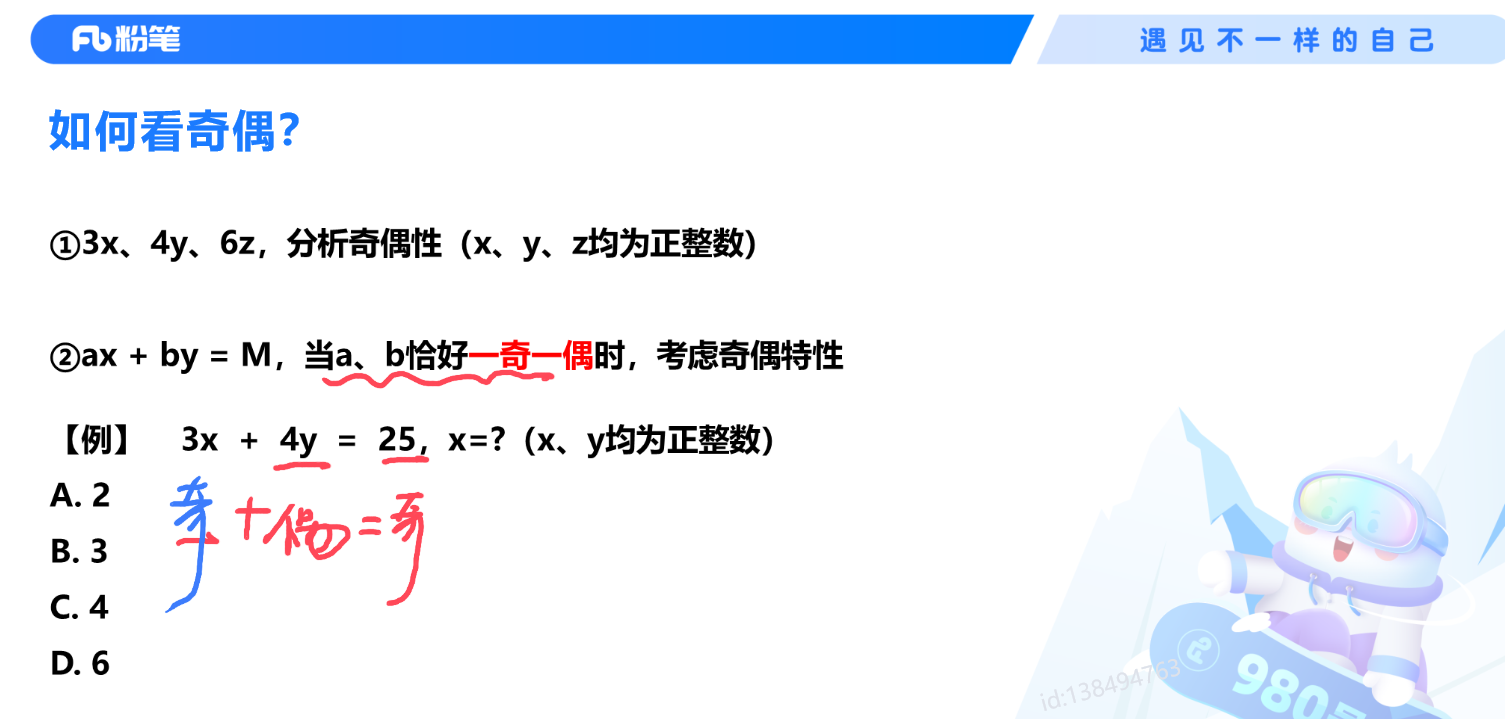 粉笔
遇见不一样的自己
如何看奇偶？
①3x、4y、6z，分析奇偶性（x、y、z均为正整数）
②ax + by = M，当a、b恰好一奇一偶时，考虑奇偶特性
【例】 3x + 4y = 25，x=?（x、y均为正整数）
A. 2
奇 + 偶 = 奇
B. 3
C. 4
D. 6
id:138494763
980